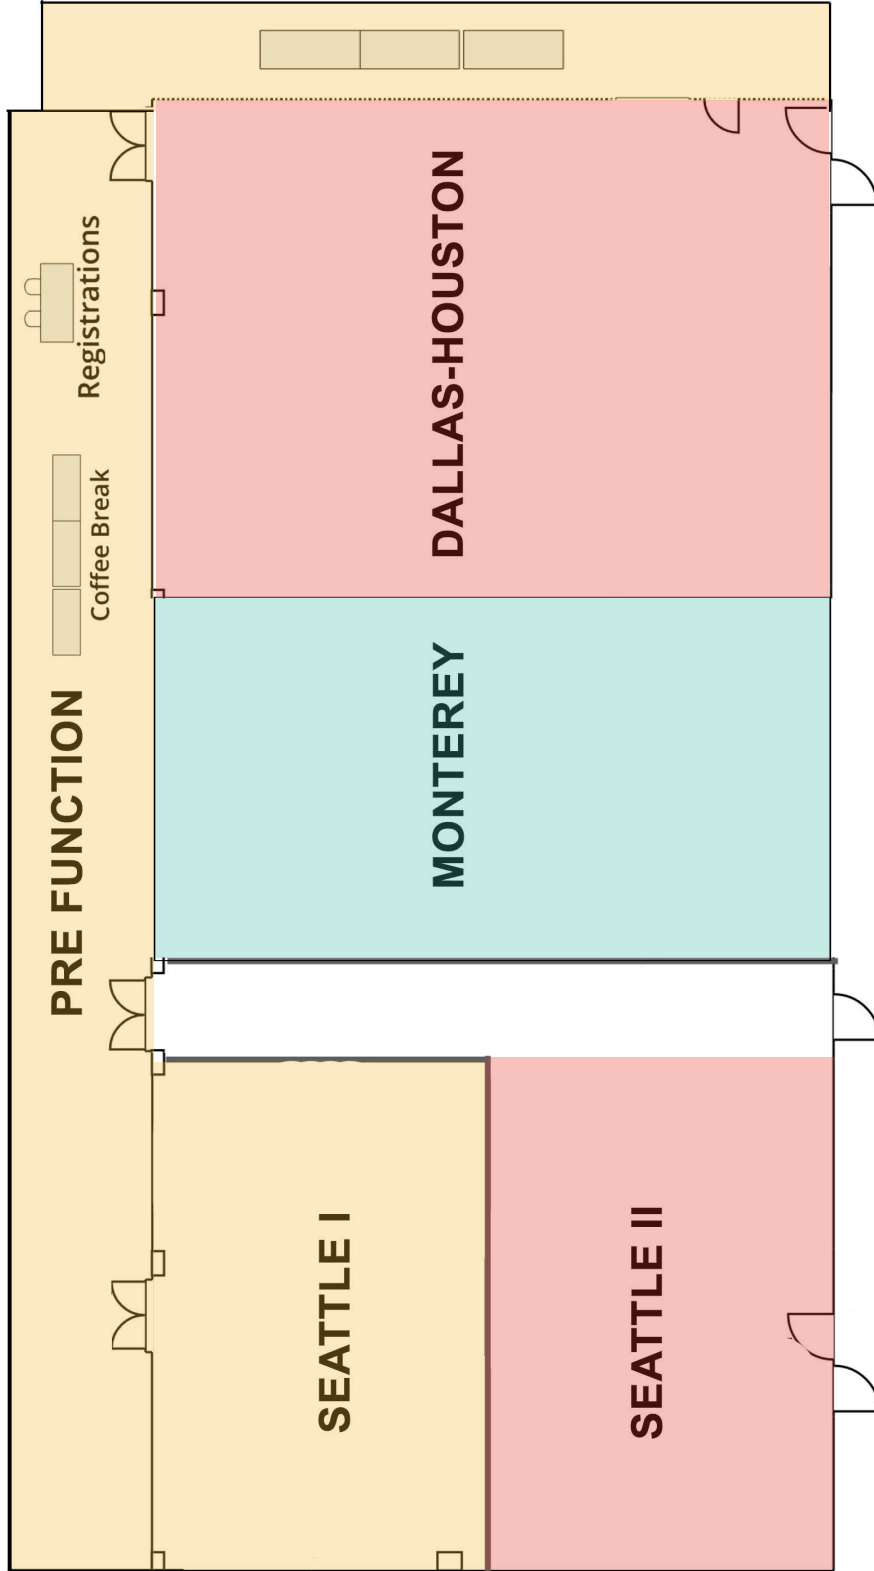 Registrations
Coffee Break
PRE FUNCTION
DALLAS-HOUSTON
MONTEREY
SEATTLE I
SEATTLE II